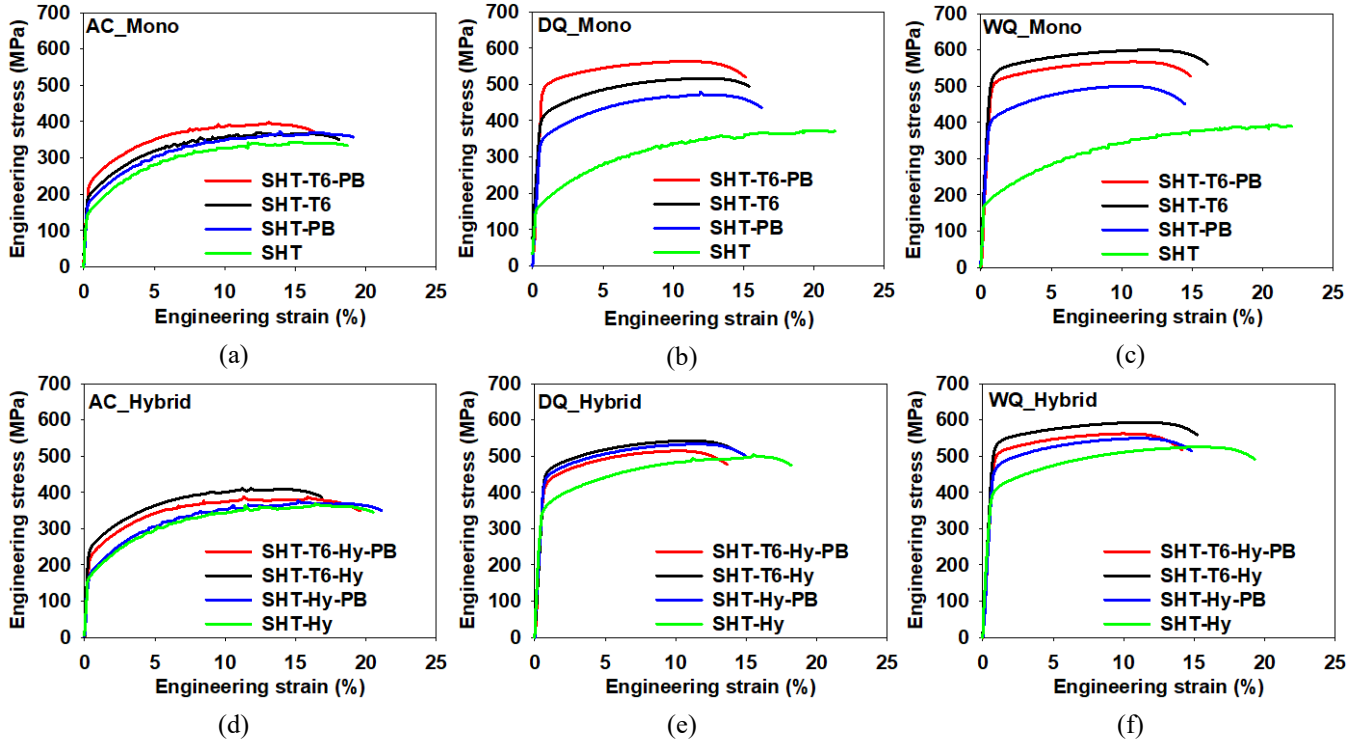 AC_Mono
Engineering stress (MPa)
700
600
500
400
300
200
100
0
SHT-T6-PB
SHT-T6
SHT-PB
SHT
0 5 10 15 20 25
Engineering strain (%)
(a)
DQ_Mono
Engineering stress (MPa)
700
600
500
400
300
200
100
0
SHT-T6-PB
SHT-T6
SHT-PB
SHT
0 5 10 15 20 25
Engineering strain (%)
(b)
WQ_Mono
Engineering stress (MPa)
700
600
500
400
300
200
100
0
SHT-T6-PB
SHT-T6
SHT-PB
SHT
0 5 10 15 20 25
Engineering strain (%)
(c)
AC_Hybrid
Engineering stress (MPa)
700
600
500
400
300
200
100
0
SHT-T6-Hy-PB
SHT-T6-Hy
SHT-Hy-PB
SHT-Hy
0 5 10 15 20 25
Engineering strain (%)
(d)
DQ_Hybrid
Engineering stress (MPa)
700
600
500
400
300
200
100
0
SHT-T6-Hy-PB
SHT-T6-Hy
SHT-Hy-PB
SHT-Hy
0 5 10 15 20 25
Engineering strain (%)
(e)
WQ_Hybrid
Engineering stress (MPa)
700
600
500
400
300
200
100
0
SHT-T6-Hy-PB
SHT-T6-Hy
SHT-Hy-PB
SHT-Hy
0 5 10 15 20 25
Engineering strain (%)
(f)